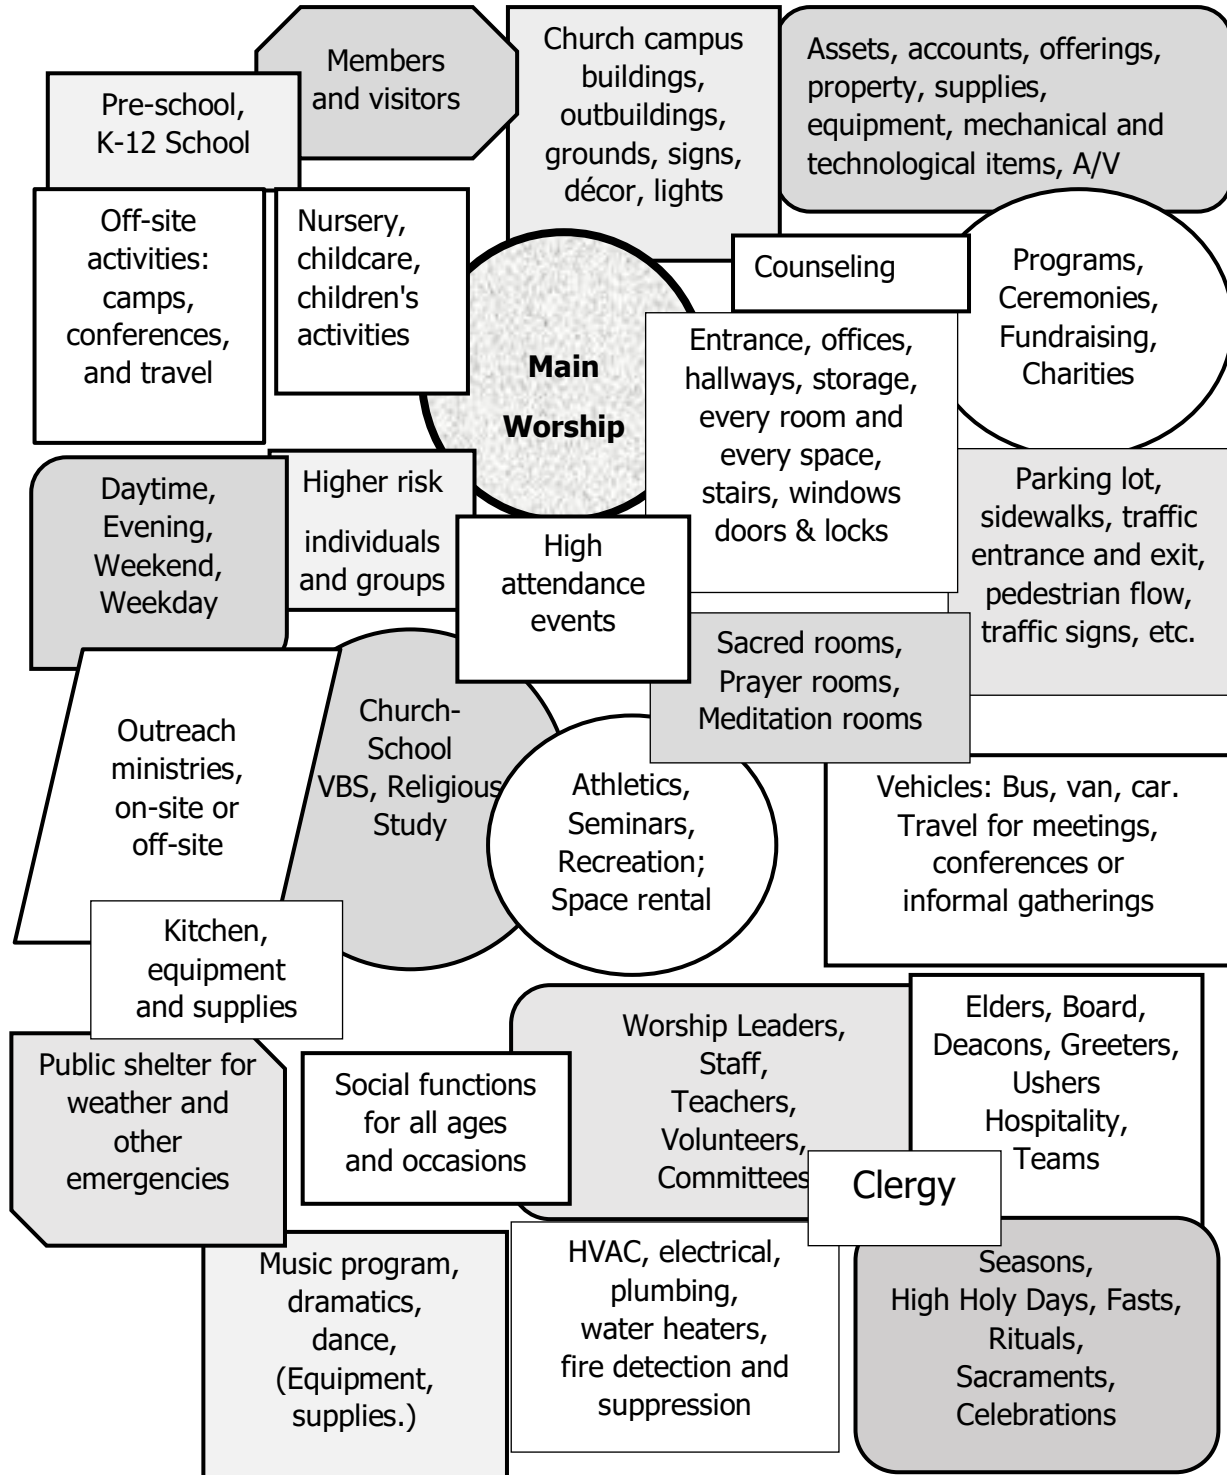 Members
and visitors
Church campus
buildings,
outbuildings,
grounds, signs,
décor, lights
Assets, accounts, offerings,
property, supplies,
equipment, mechanical and
technological items, A/V
Pre-school,
K-12 School
Off-site
activities:
camps,
conferences,
and travel
Nursery,
childcare,
children's
activities
Main
Worship
Counseling
Programs,
Ceremonies,
Fundraising,
Charities
Entrance, offices,
hallways, storage,
every room and
every space,
stairs, windows
doors & locks
Daytime,
Evening,
Weekend,
Weekday
Higher risk
individuals
and groups
High
attendance
events
Parking lot,
sidewalks, traffic
entrance and exit,
pedestrian flow,
traffic signs, etc.
Sacred rooms,
Prayer rooms,
Meditation rooms
Outreach
ministries,
on-site or
off-site
Church-
School
VBS, Religious
Study
Athletics,
Seminars,
Recreation;
Space rental
Vehicles: Bus, van, car.
Travel for meetings,
conferences or
informal gatherings
Kitchen,
equipment
and supplies
Public shelter for
weather and
other
emergencies
Social functions
for all ages
and occasions
Worship Leaders,
Staff,
Teachers,
Volunteers,
Committees
Elders, Board,
Deacons, Greeters,
Ushers
Hospitality,
Teams
Clergy
Music program,
dramatics,
dance,
(Equipment,
supplies.)
HVAC, electrical,
plumbing,
water heaters,
fire detection and
suppression
Seasons,
High Holy Days, Fasts,
Rituals,
Sacraments,
Celebrations